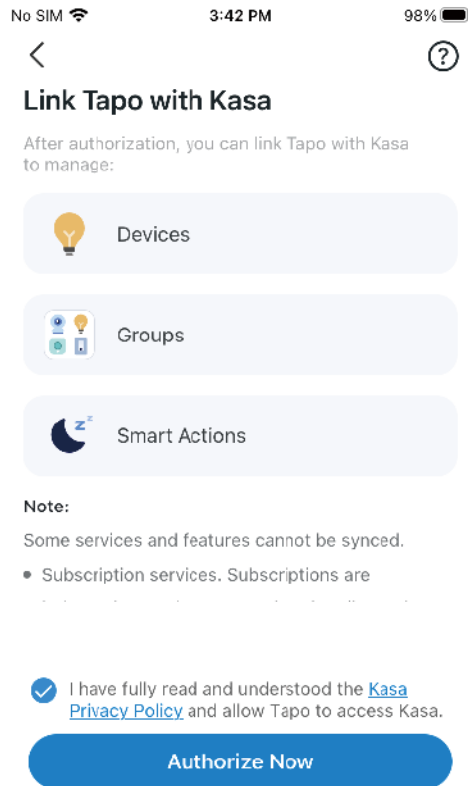 No SIM 3:42 PM 98%
Link Tapo with Kasa
After authorization, you can link Tapo with Kasa
to manage:
Devices
Groups
z z
Smart Actions
Note:
Some services and features cannot be synced.
• Subscription services. Subscriptions are
I have fully read and understood the Kasa
Privacy Policy and allow Tapo to access Kasa.
Authorize Now